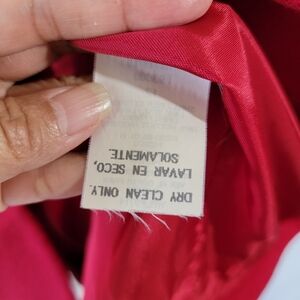 DRY CLEAN ONLY.
LAVAR EN SECO,
SOLAMENTE.